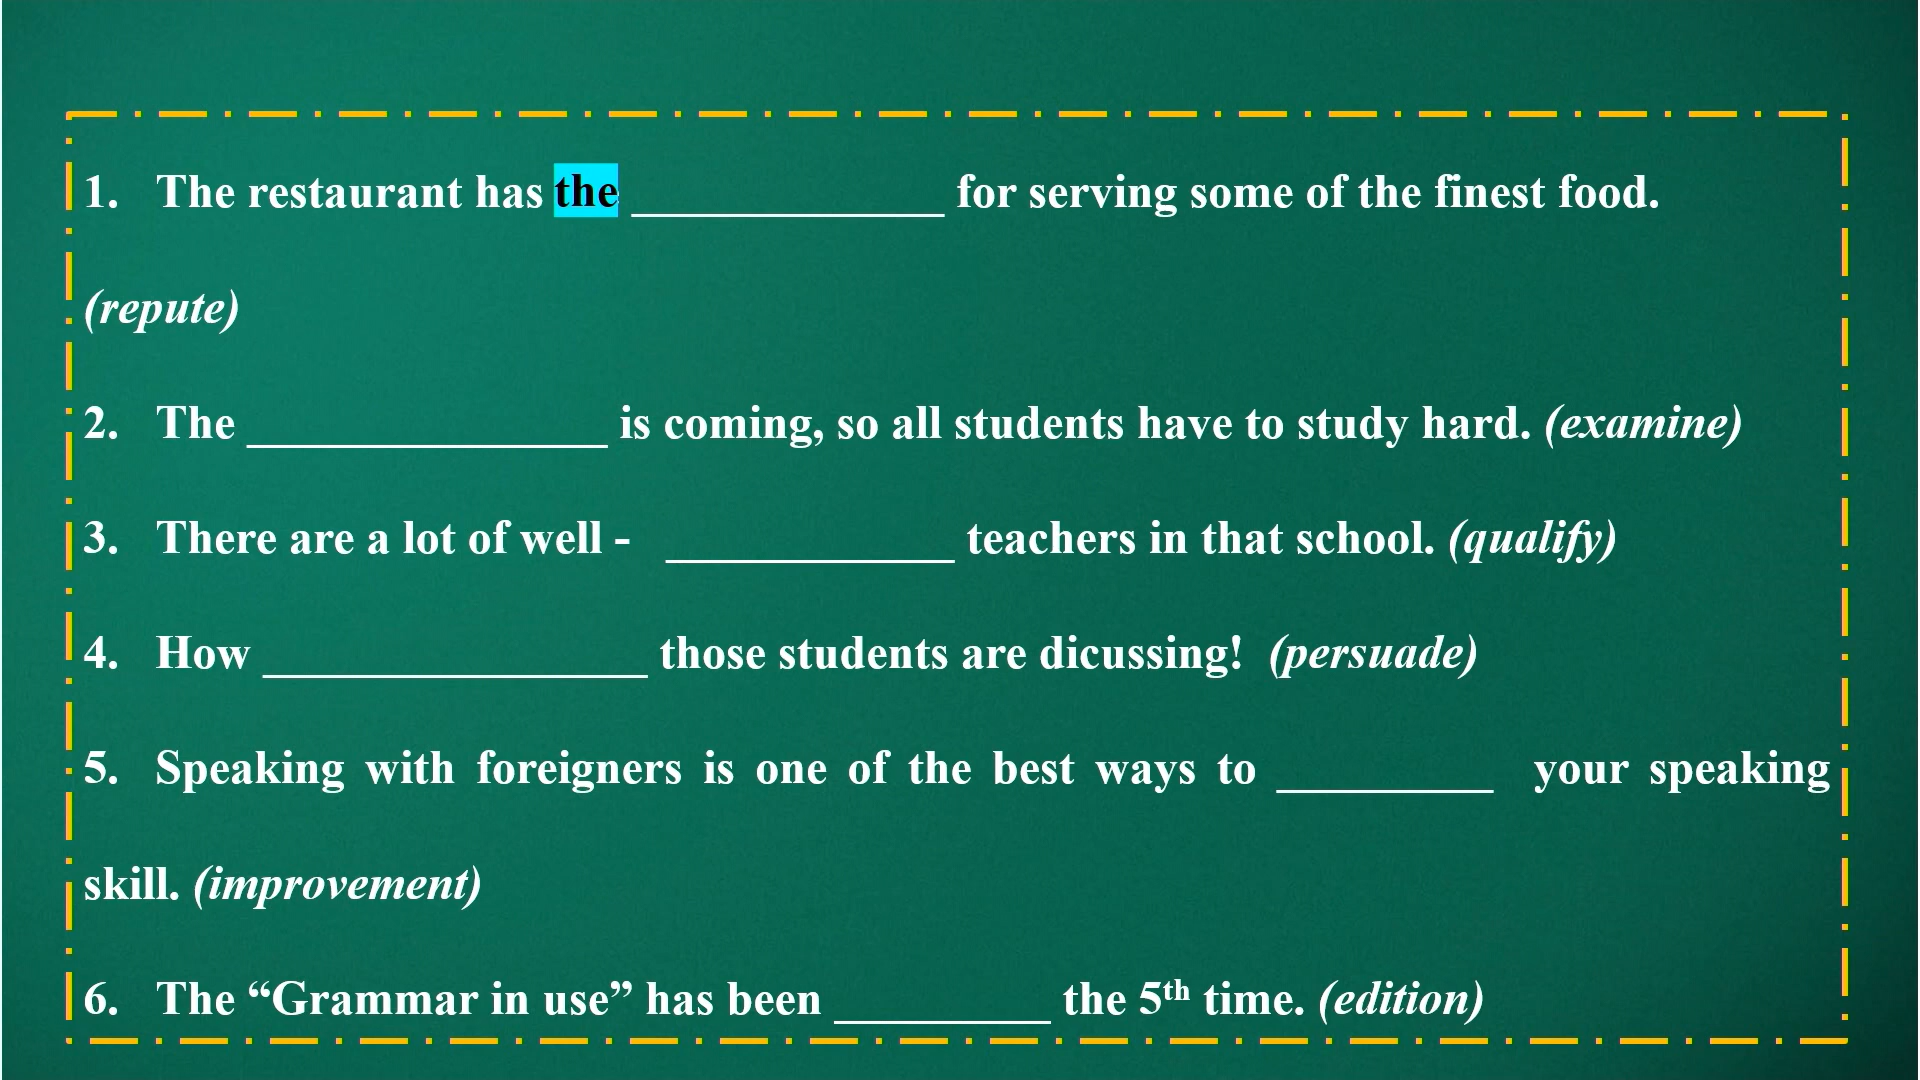 1. The restaurant has the _____________ for serving some of the finest food.
(repute)
2. The _______________ is coming, so all students have to study hard. (examine)
3. There are a lot of well - ____________ teachers in that school. (qualify)
4. How ________________ those students are dicussing! (persuade)
5. Speaking with foreigners is one of the best ways to _________ your speaking
skill. (improvement)
6. The “Grammar in use” has been _________ the 5th time. (edition)